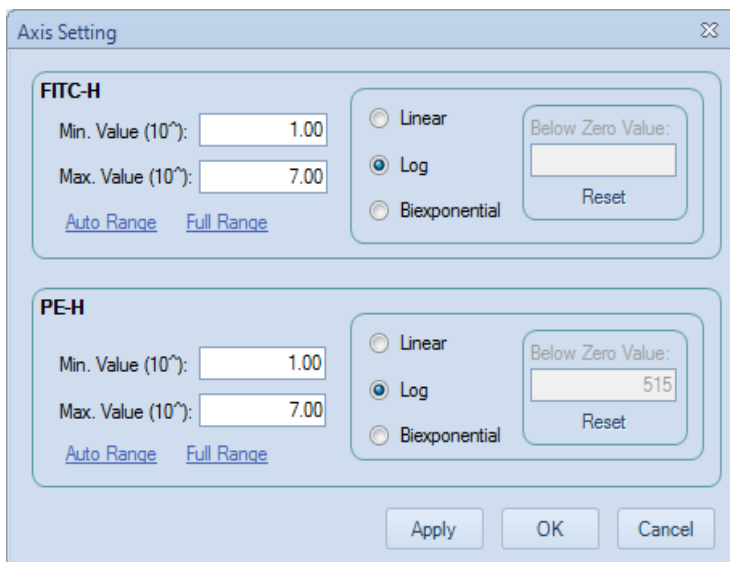 Axis Setting
FITC-H
Min. Value (10^): 1.00
Max. Value (10^): 7.00
Auto Range Full Range
Linear
Log
Biexponential
Below Zero Value:
Reset
PE-H
Min. Value (10^): 1.00
Max. Value (10^): 7.00
Auto Range Full Range
Linear
Log
Biexponential
Below Zero Value:
515
Reset
Apply OK Cancel